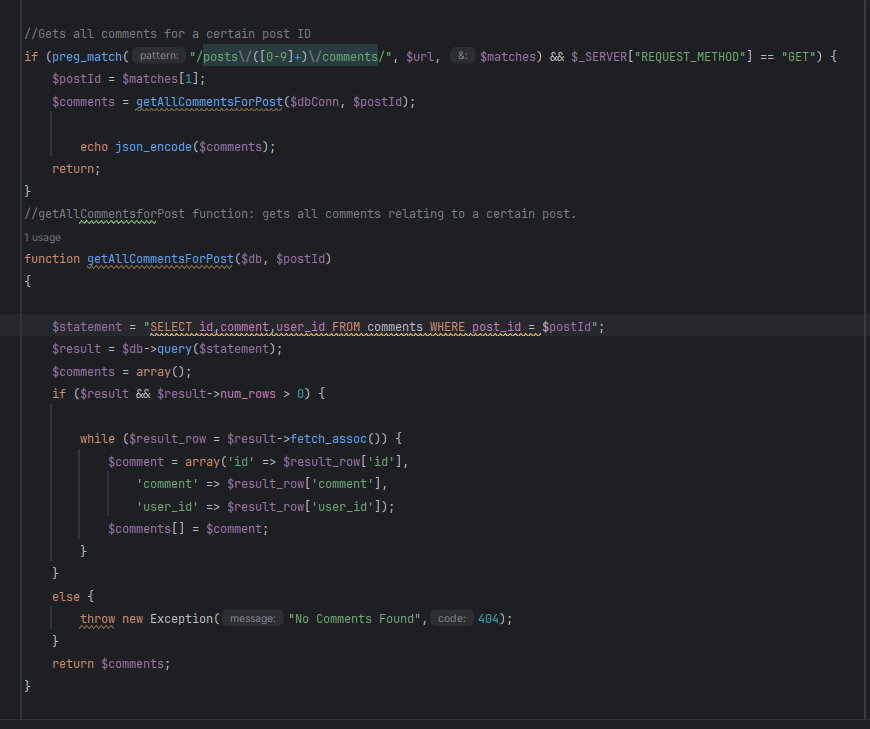 //Gets all comments for a certain post ID
if (preg_match( pattern: "/posts\/([0-9]+)\/comments/", $url, &: $matches) && $_SERVER["REQUEST_METHOD"] == "GET") {
    $postId = $matches[1];
    $comments = getAllCommentsForPost($dbConn, $postId);
        echo json_encode($comments);
    return;
}
//getAllCommentsforPost function: gets all comments relating to a certain post.
1 usage
function getAllCommentsForPost($db, $postId)
{
    $statement = "SELECT id,comment,user_id FROM comments WHERE post_id = $postId";
    $result = $db->query($statement);
    $comments = array();
    if ($result && $result->num_rows > 0) {
        while ($result_row = $result->fetch_assoc()) {
            $comment = array('id' => $result_row['id'],
                'comment' => $result_row['comment'],
                'user_id' => $result_row['user_id']);
            $comments[] = $comment;
        }
    }
    else {
        throw new Exception( message: "No Comments Found", code: 404);
    }
    return $comments;
}